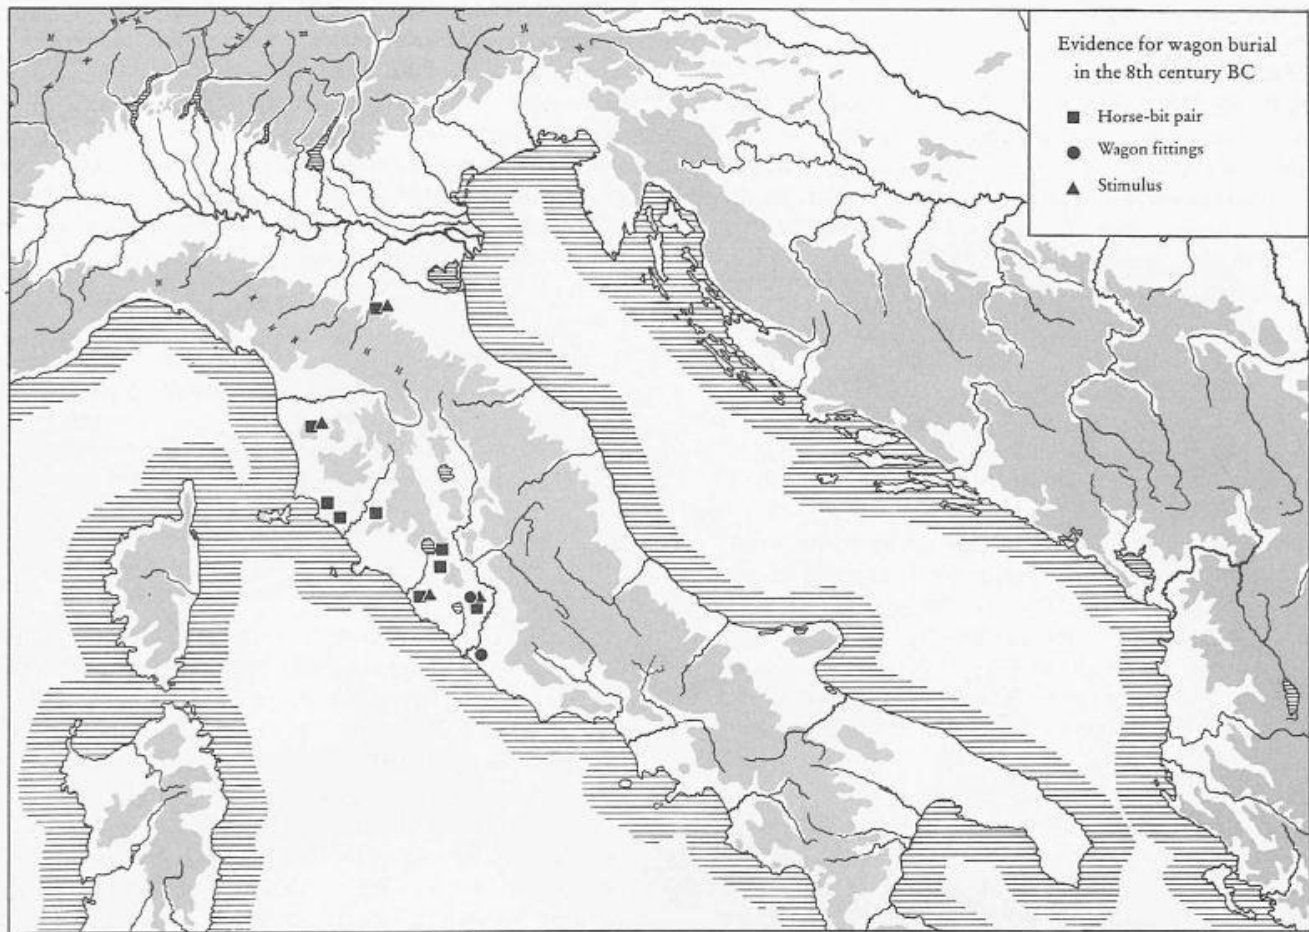 Evidence for wagon burial
in the 8th century BC
Horse-bit pair
Wagon fittings
Stimulus